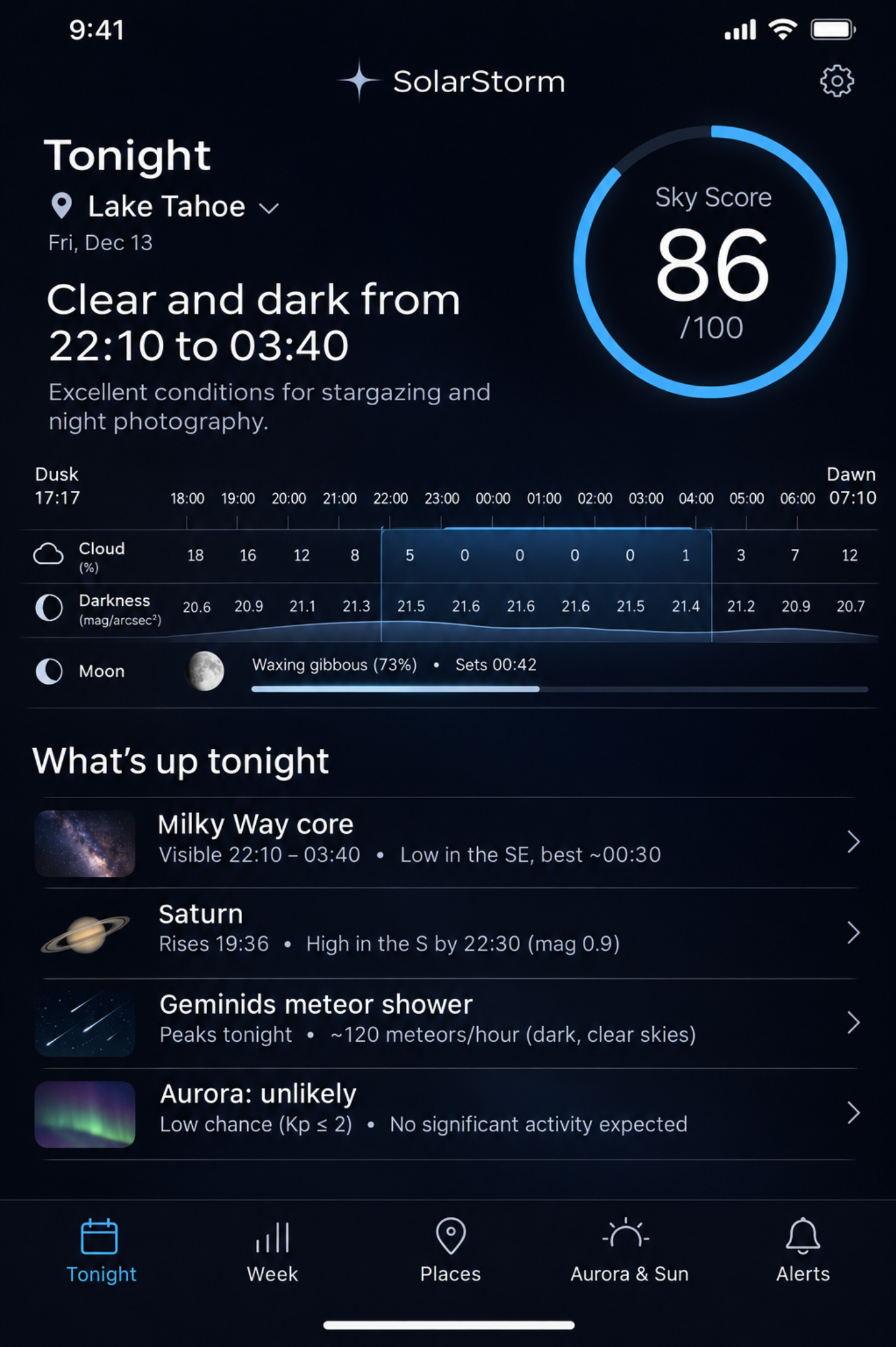 9:41
SolarStorm
Tonight
Lake Tahoe
Fri, Dec 13
Clear and dark from
22:10 to 03:40
Excellent conditions for stargazing and
night photography.
Sky Score
86
/100
Dusk
17:17
18:00 19:00 20:00 21:00 22:00 23:00 00:00 01:00 02:00 03:00 04:00 05:00 06:00
Dawn
07:10
Cloud
(%)
18 16 12 8 5 0 0 0 0 1 3 7 12
Darkness
(mag/arcsec²)
20.6 20.9 21.1 21.3 21.5 21.6 21.6 21.6 21.5 21.4 21.2 20.9 20.7
Moon
Waxing gibbous (73%) • Sets 00:42
What’s up tonight
Milky Way core
Visible 22:10 – 03:40 • Low in the SE, best ~00:30
Saturn
Rises 19:36 • High in the S by 22:30 (mag 0.9)
Geminids meteor shower
Peaks tonight • ~120 meteors/hour (dark, clear skies)
Aurora: unlikely
Low chance (Kp ≤ 2) • No significant activity expected
Tonight
Week
Places
Aurora & Sun
Alerts